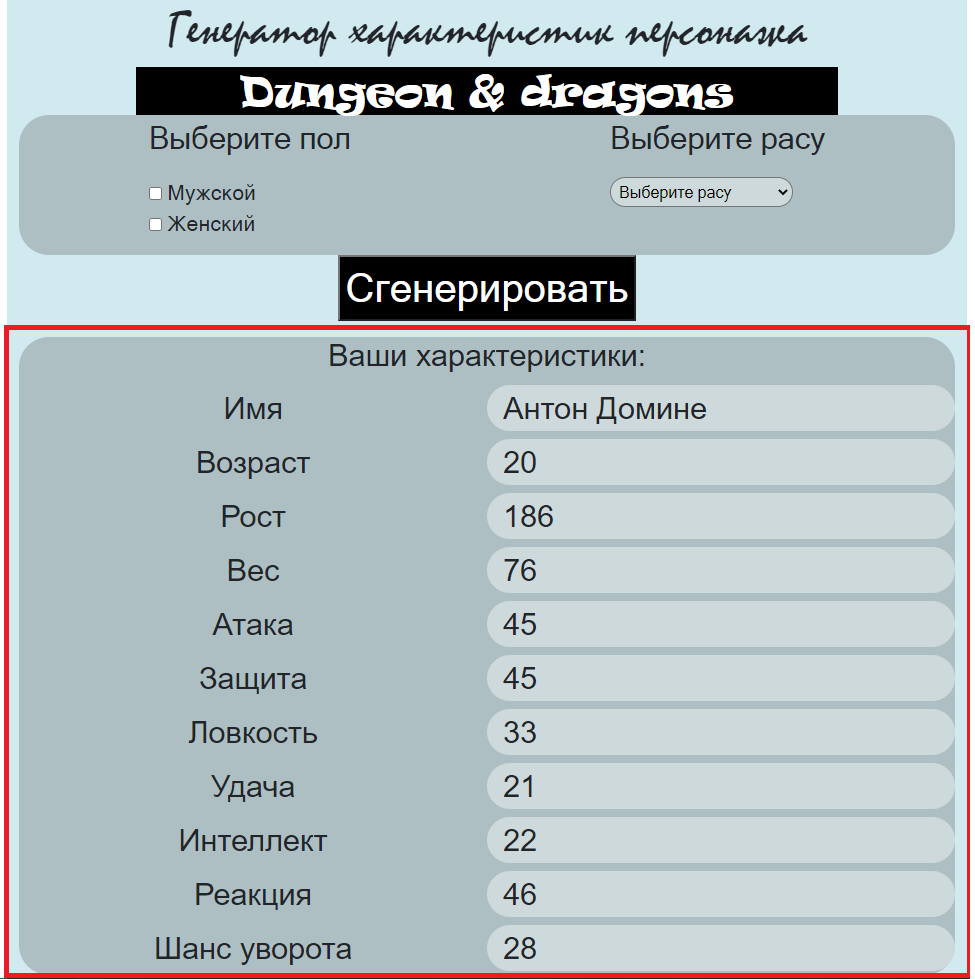 Генератор характеристик персонажа
Dungeon & dragons
Выберите пол Выберите расу
Мужской Выберите расу
Женский
Сгенерировать
Ваши характеристики:
Имя Антон Домине
Возраст 20
Рост 186
Вес 76
Атака 45
Защита 45
Ловкость 33
Удача 21
Интеллект 22
Реакция 46
Шанс уворота 28